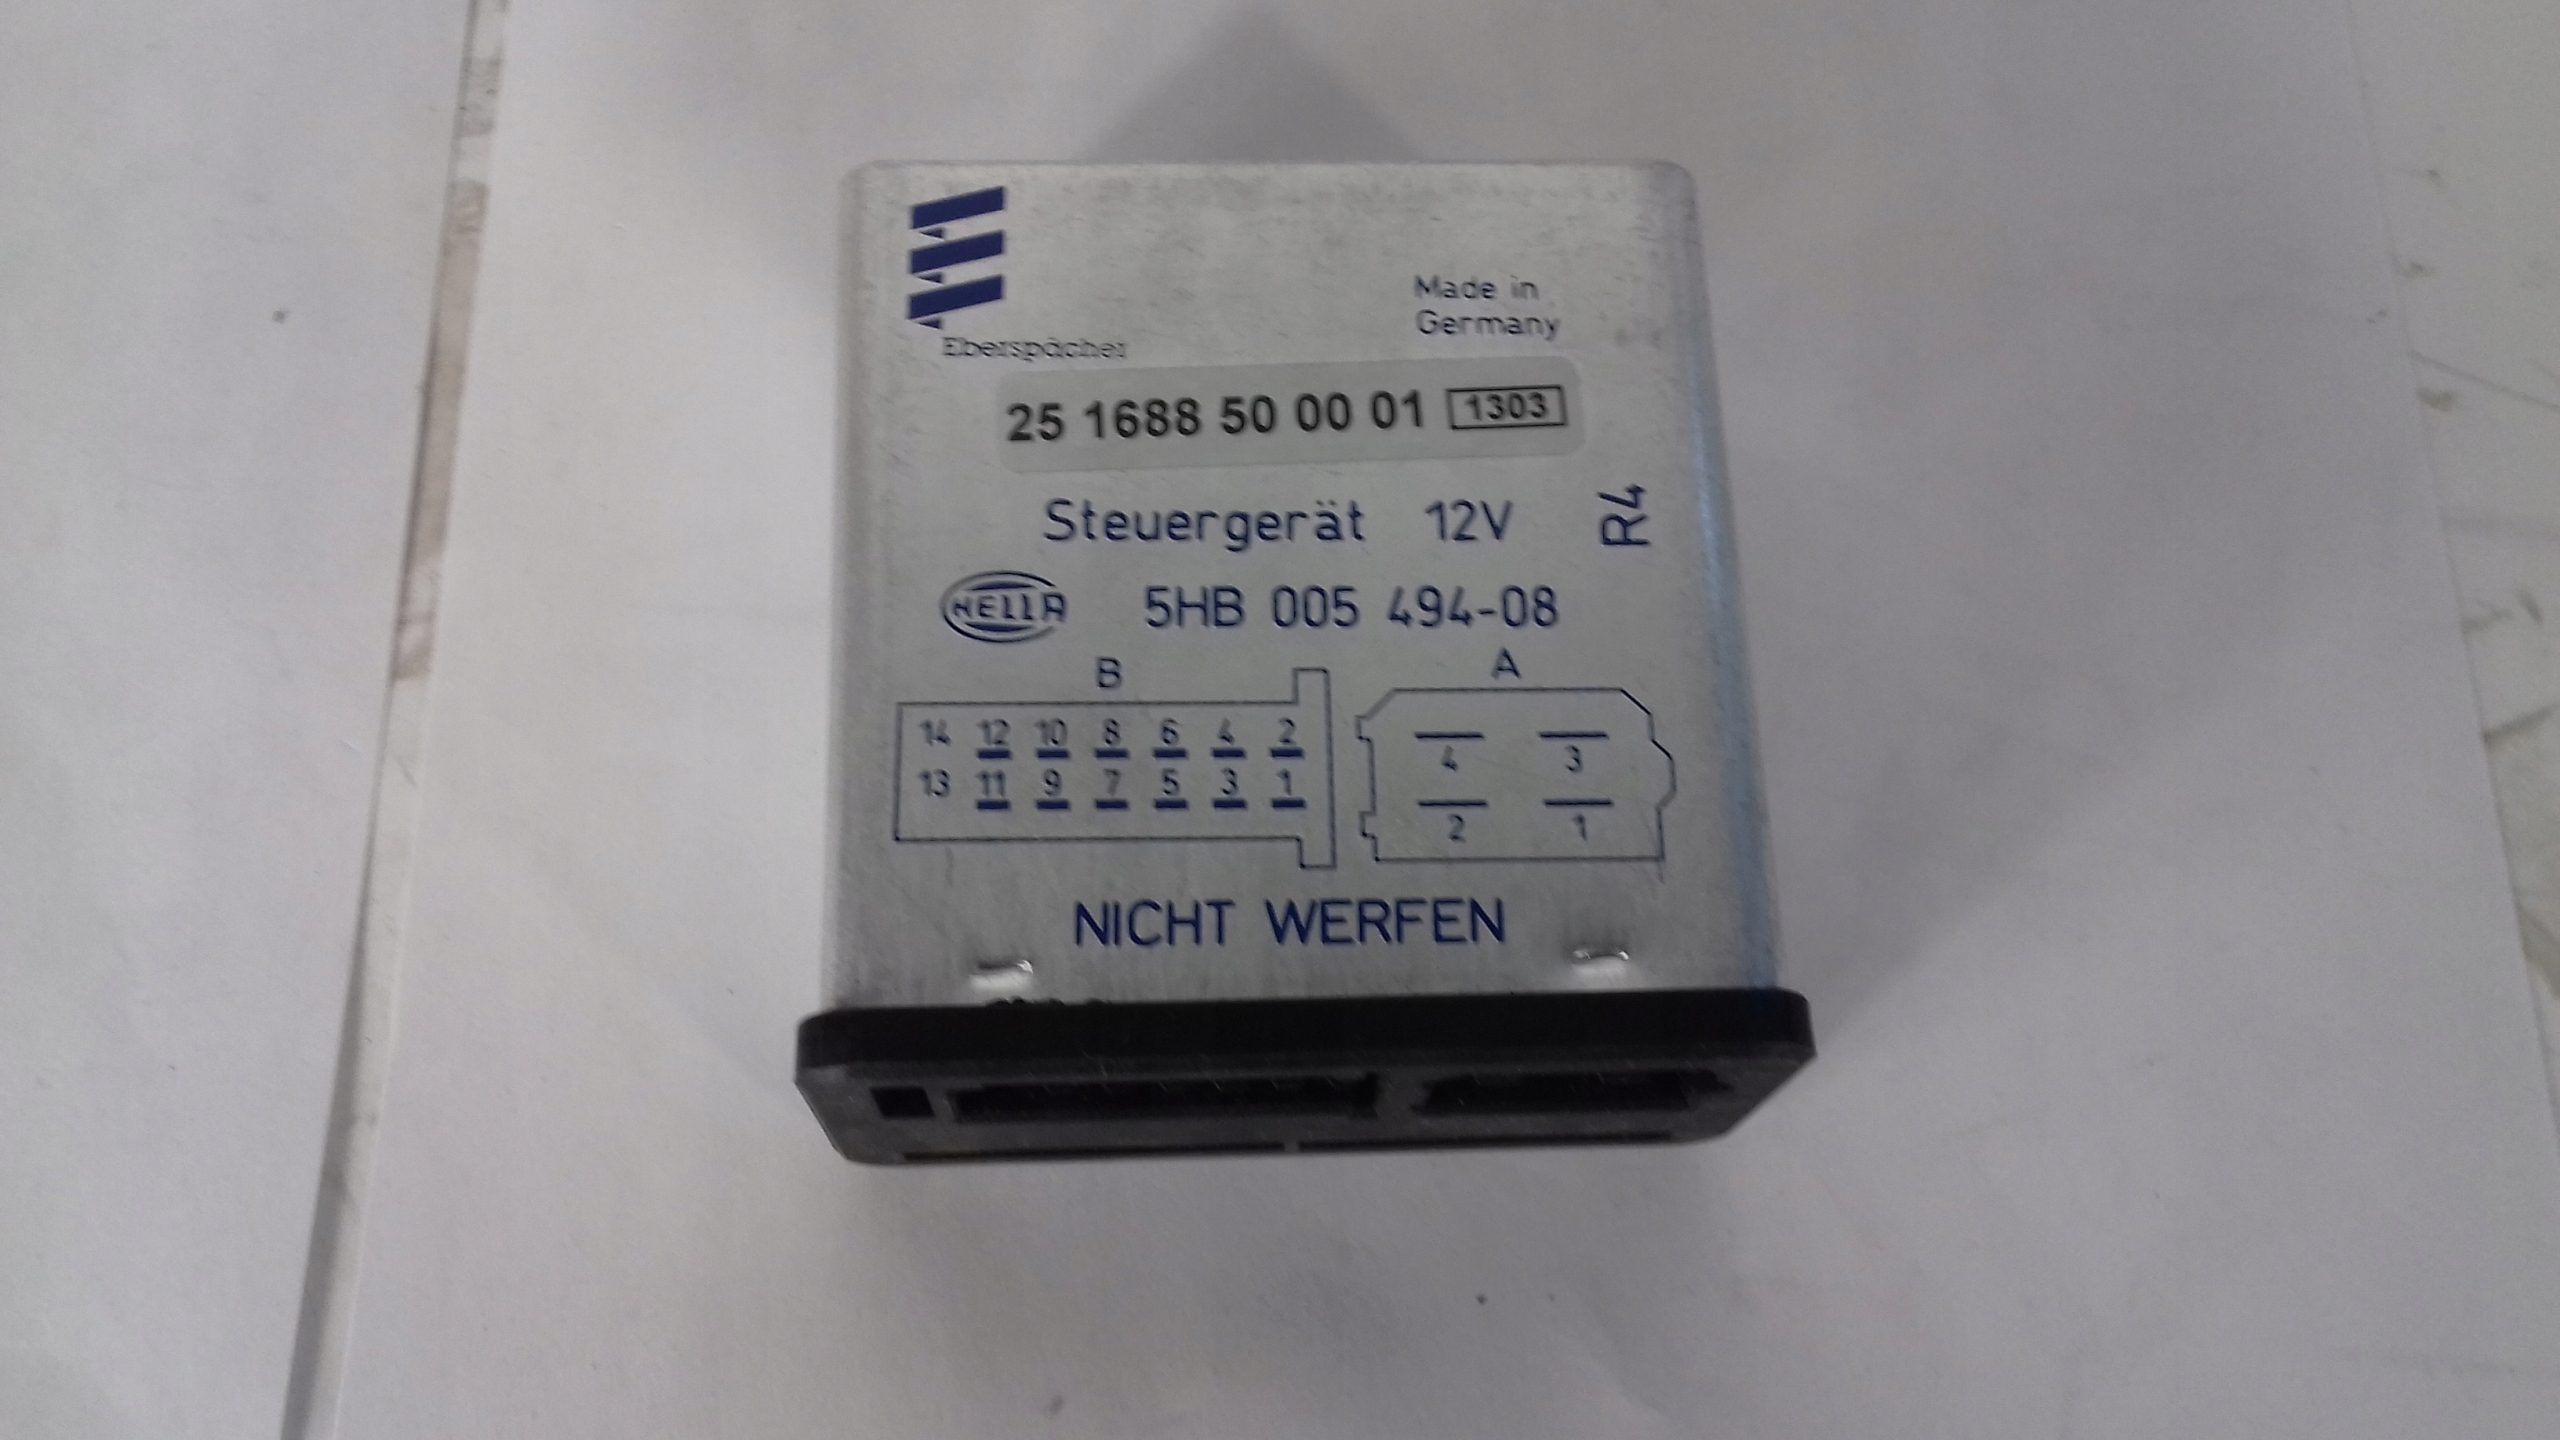 Eberspächer
Made in
Germany
25 1688 50 00 01 1303
Steuergerät 12V
R4
HELLA 5HB 005 494-08
B A
14 12 10 8 6 4 2
13 11 9 7 5 3 1
4 3
2 1
NICHT WERFEN